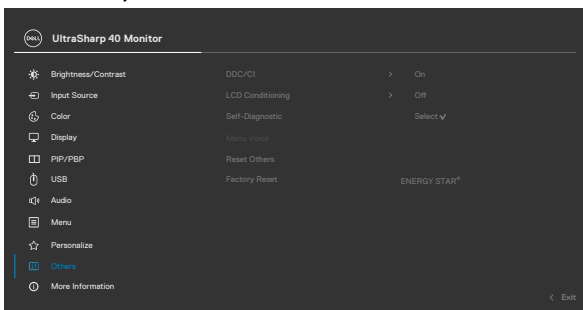 DELL UltraSharp 40 Monitor
Brightness/Contrast DDC/CI > On
Input Source LCD Conditioning > Off
Color Self-Diagnostic Select ✓
Display Menu Voice
PIP/PBP Reset Others
USB Factory Reset ENERGY STAR®
Audio
Menu
Personalize
Others
More Information
< Exit